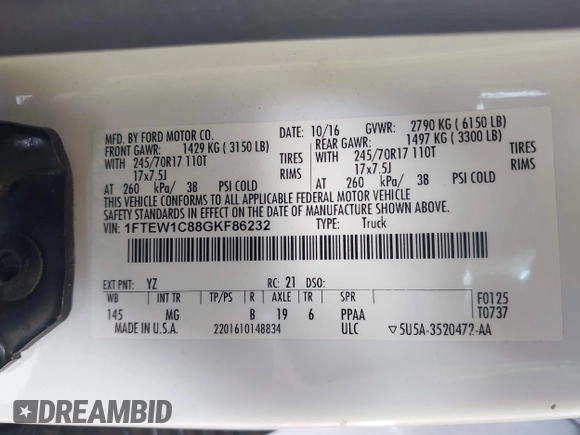 MFD. BY FORD MOTOR CO. DATE: 10/16 GVWR: 2790 KG ( 6150 LB)
FRONT GAWR: 1429 KG ( 3150 LB) REAR GAWR: 1497 KG ( 3300 LB)
WITH 245/70R17 110T TIRES WITH 245/70R17 110T TIRES
17x7.5J RIMS 17x7.5J RIMS
AT 260 kPa/ 38 PSI COLD AT 260 kPa/ 38 PSI COLD
THIS VEHICLE CONFORMS TO ALL APPLICABLE FEDERAL MOTOR VEHICLE
SAFETY STANDARDS IN EFFECT ON THE DATE OF MANUFACTURE SHOWN ABOVE.
VIN: 1FTEW1C88GKF86232 TYPE: Truck
EXT PNT: YZ RC: 21 DSO:
WB INT TR TP/PS R AXLE TR SPR F0125
145 MG B 19 6 PPAA T0737
MADE IN U.S.A. 2201610148834 ULC ▽5U5A-3520472-AA
DREAMBID